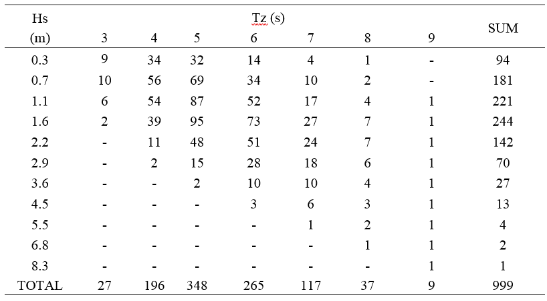 Hs Tz (s) SUM
(m) 3 4 5 6 7 8 9
0.3 9 34 32 14 4 1 - 94
0.7 10 56 69 34 10 2 - 181
1.1 6 54 87 52 17 4 1 221
1.6 2 39 95 73 27 7 1 244
2.2 - 11 48 51 24 7 1 142
2.9 - 2 15 28 18 6 1 70
3.6 - - 2 10 10 4 1 27
4.5 - - - 3 6 3 1 13
5.5 - - - - 1 2 1 4
6.8 - - - - - 1 1 2
8.3 - - - - - - 1 1
TOTAL 27 196 348 265 117 37 9 999